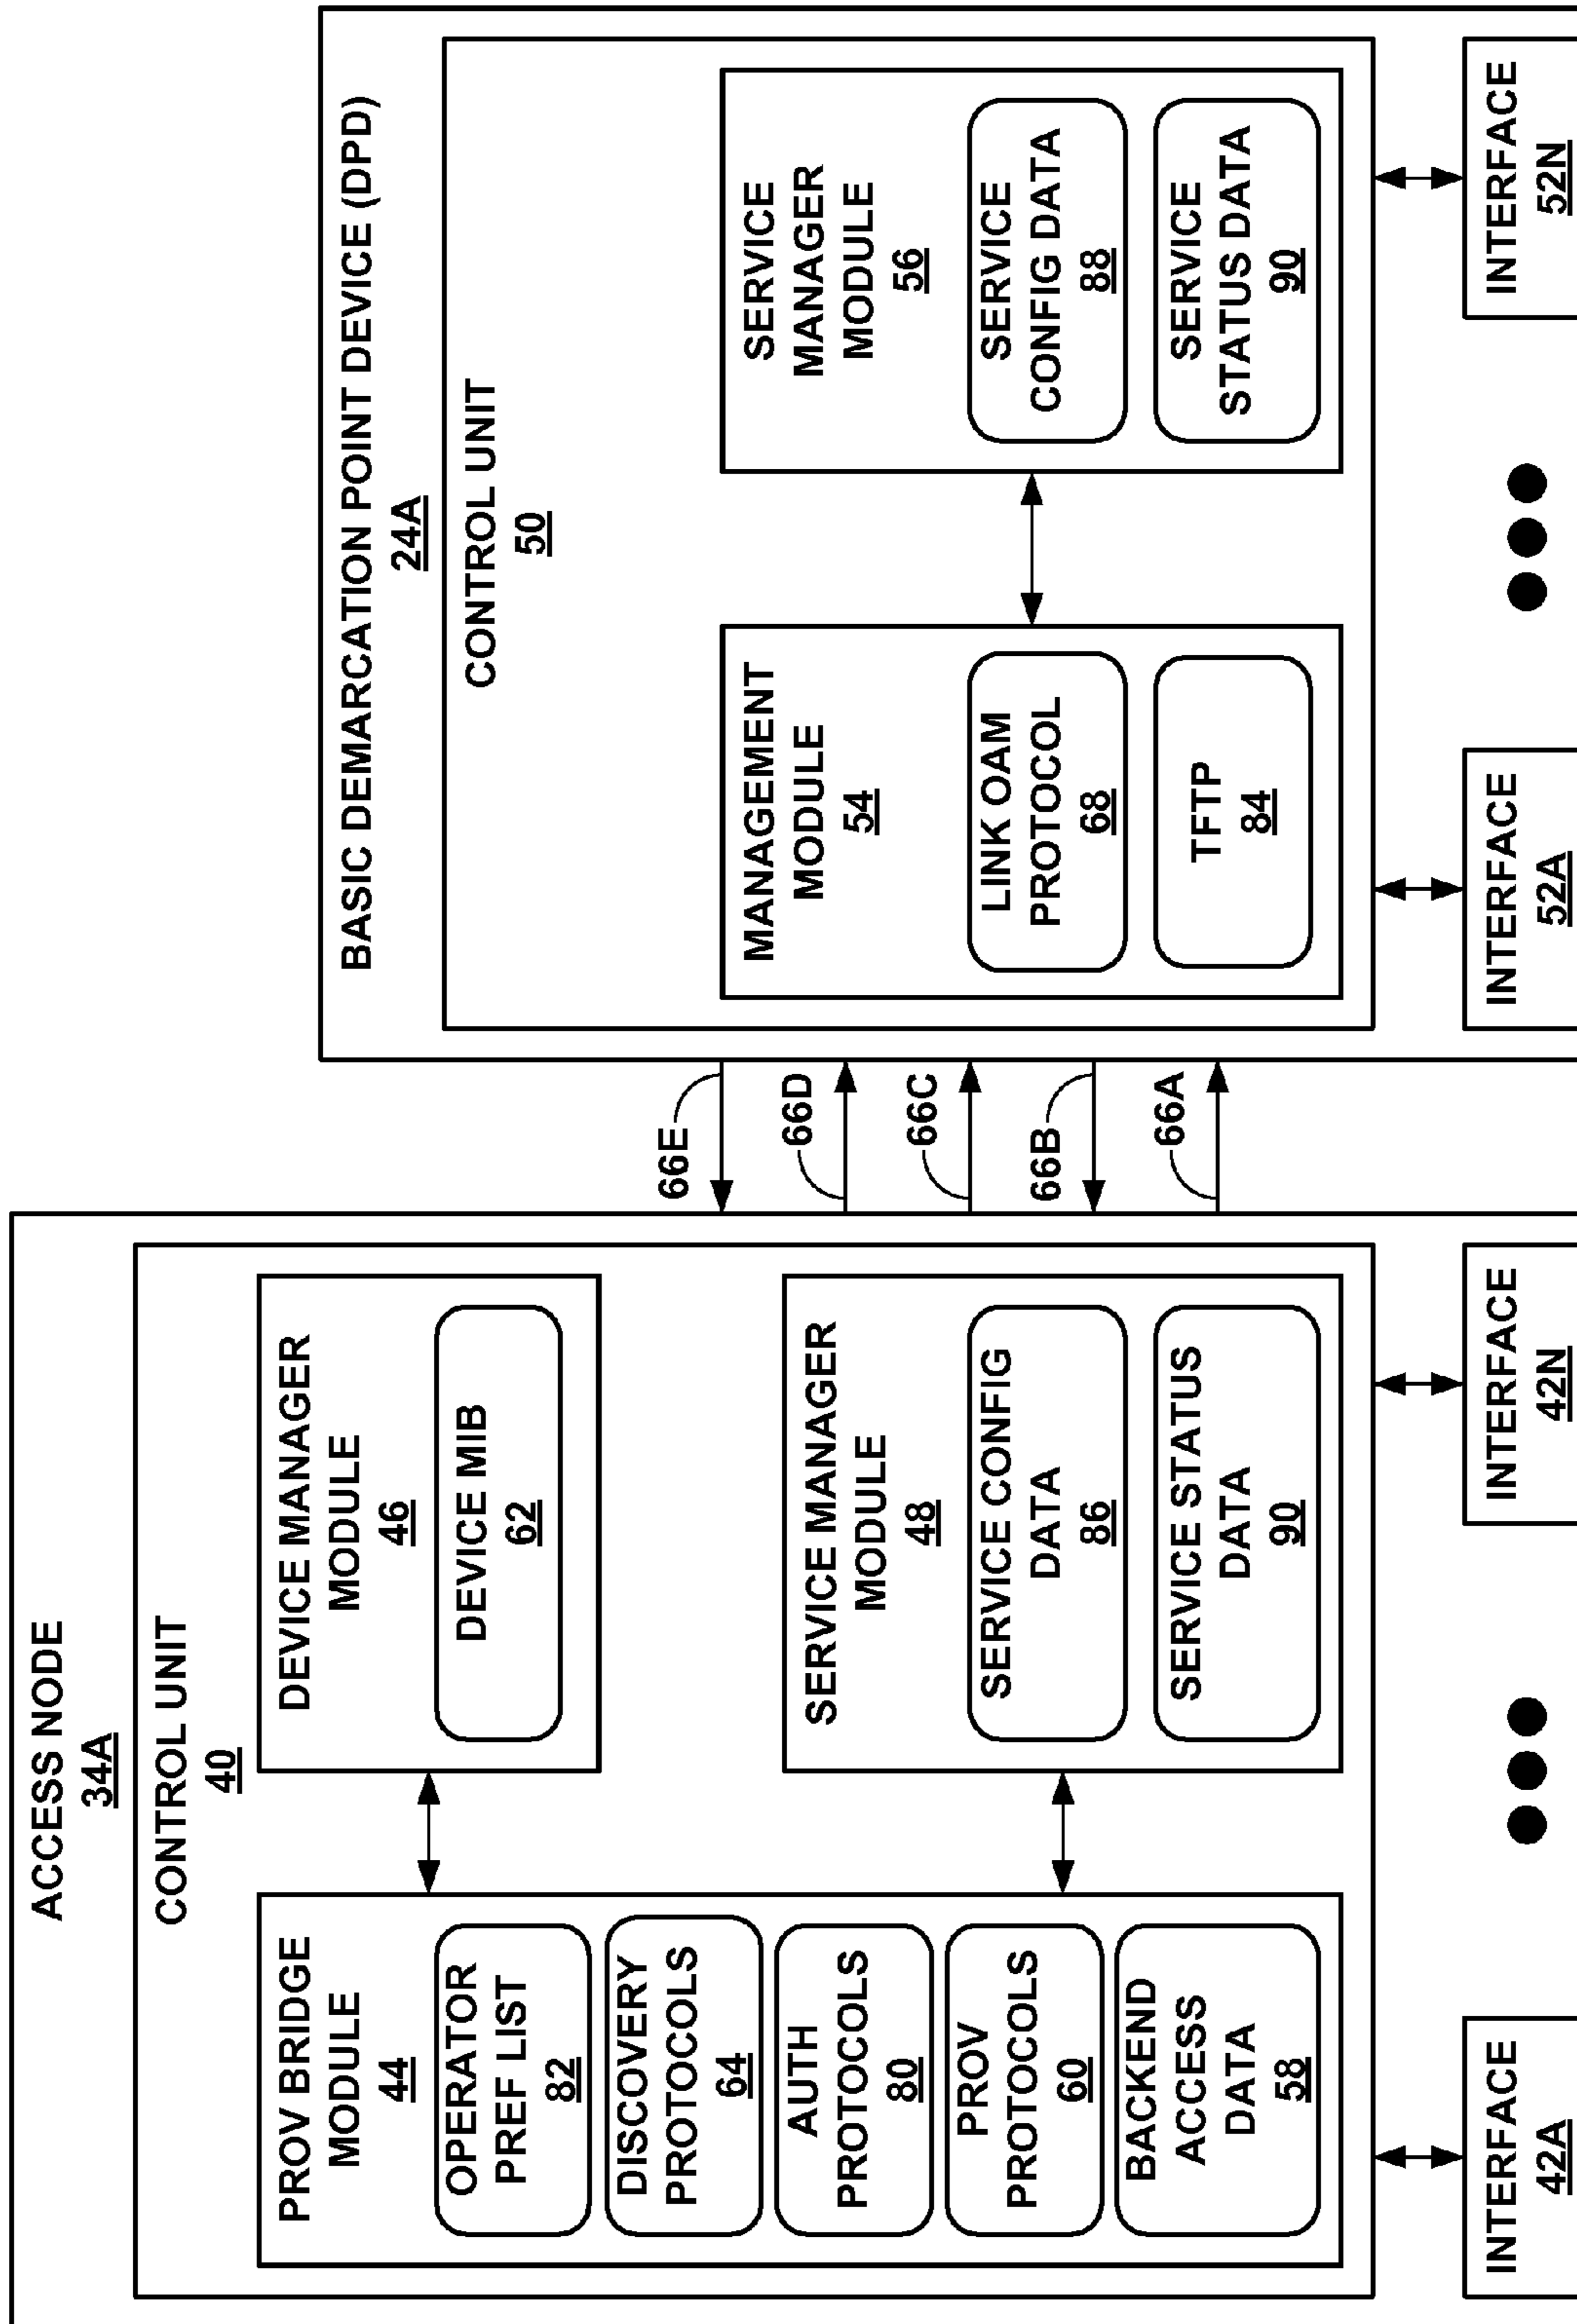 ACCESS NODE
34A
CONTROL UNIT
40
PROV BRIDGE
MODULE
44
OPERATOR
PREF LIST
82
DISCOVERY
PROTOCOLS
64
AUTH
PROTOCOLS
80
PROV
PROTOCOLS
60
BACKEND
ACCESS
DATA
58
DEVICE MANAGER
MODULE
46
DEVICE MIB
62
SERVICE MANAGER
MODULE
48
SERVICE CONFIG
DATA
86
SERVICE STATUS
DATA
90
INTERFACE
42A
INTERFACE
42N
66E
66D
66C
66B
66A
BASIC DEMARCATION POINT DEVICE (DPD)
24A
CONTROL UNIT
50
MANAGEMENT
MODULE
54
LINK OAM
PROTOCOL
68
TFTP
84
SERVICE
MANAGER
MODULE
56
SERVICE
CONFIG DATA
88
SERVICE
STATUS DATA
90
INTERFACE
52A
INTERFACE
52N